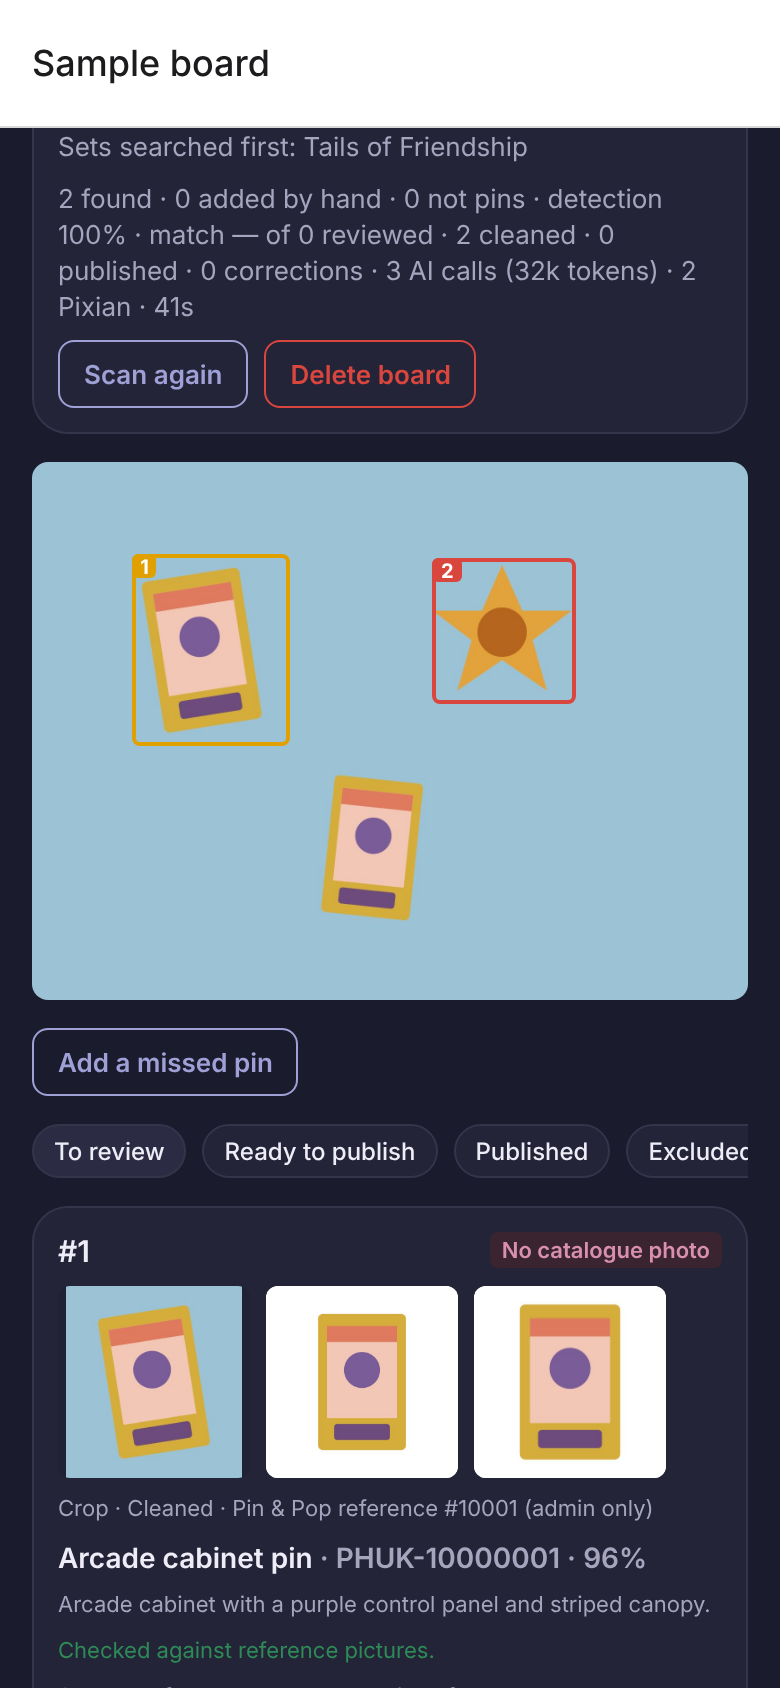 Sample board
Sets searched first: Tails of Friendship
2 found · 0 added by hand · 0 not pins · detection
100% · match — of 0 reviewed · 2 cleaned · 0
published · 0 corrections · 3 AI calls (32k tokens) · 2
Pixian · 41s
Scan again
Delete board
1
2
Add a missed pin
To review
Ready to publish
Published
Excluded
#1
No catalogue photo
Crop · Cleaned · Pin & Pop reference #10001 (admin only)
Arcade cabinet pin · PHUK-10000001 · 96%
Arcade cabinet with a purple control panel and striped canopy.
Checked against reference pictures.